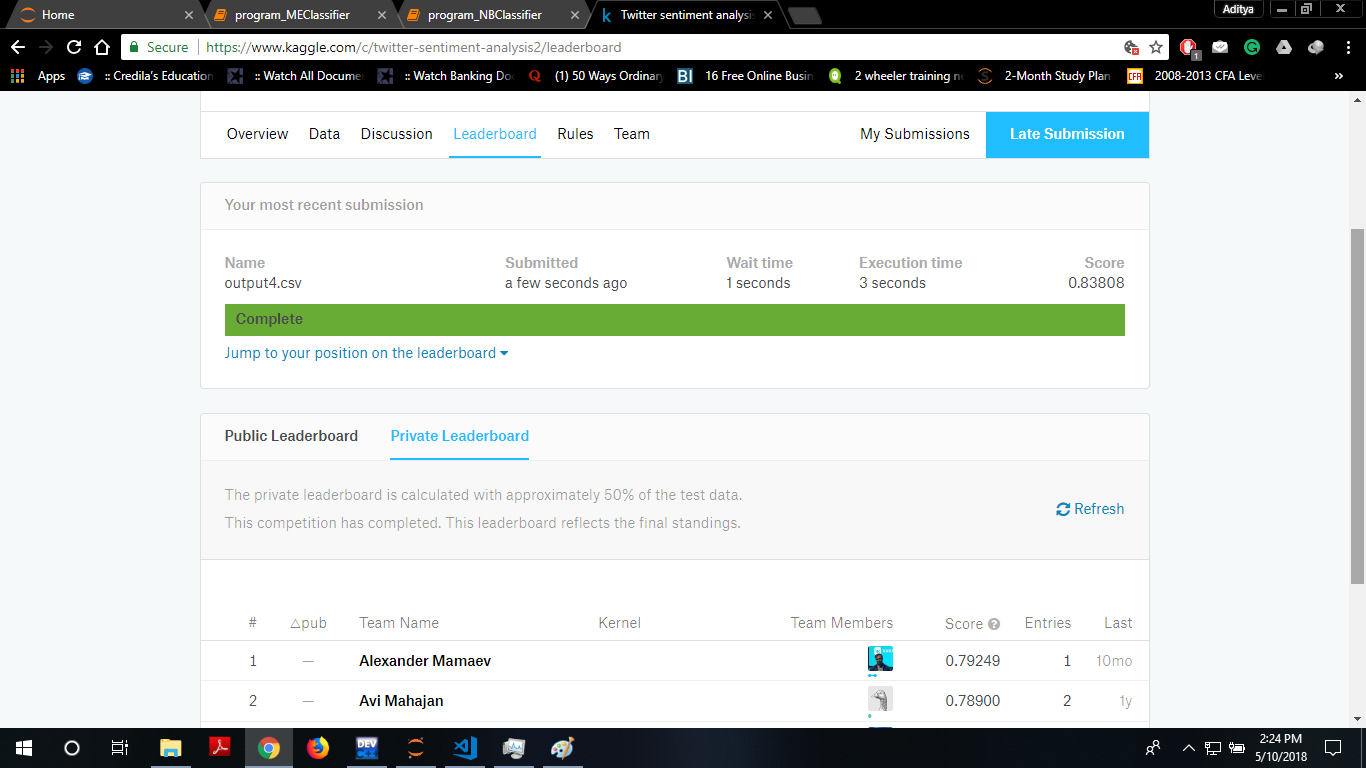 Home program_MEClassifier program_NBClassifier Twitter sentiment analysis Aditya
Secure https://www.kaggle.com/c/twitter-sentiment-analysis2/leaderboard 1
Apps :: Credila's Education :: Watch All Docume :: Watch Banking Do (1) 50 Ways Ordinary BI 16 Free Online Busin 2 wheeler training n 2-Month Study Plan CFA 2008-2013 CFA Leve »
Overview Data Discussion Leaderboard Rules Team My Submissions Late Submission
Your most recent submission
Name Submitted Wait time Execution time Score
output4.csv a few seconds ago 1 seconds 3 seconds 0.83808
Complete
Jump to your position on the leaderboard
Public Leaderboard Private Leaderboard
The private leaderboard is calculated with approximately 50% of the test data.
This competition has completed. This leaderboard reflects the final standings.
Refresh
# △pub Team Name Kernel Team Members Score Entries Last
1 — Alexander Mamaev 0.79249 1 10mo
2 — Avi Mahajan 0.78900 2 1y
DEV
2:24 PM
5/10/2018